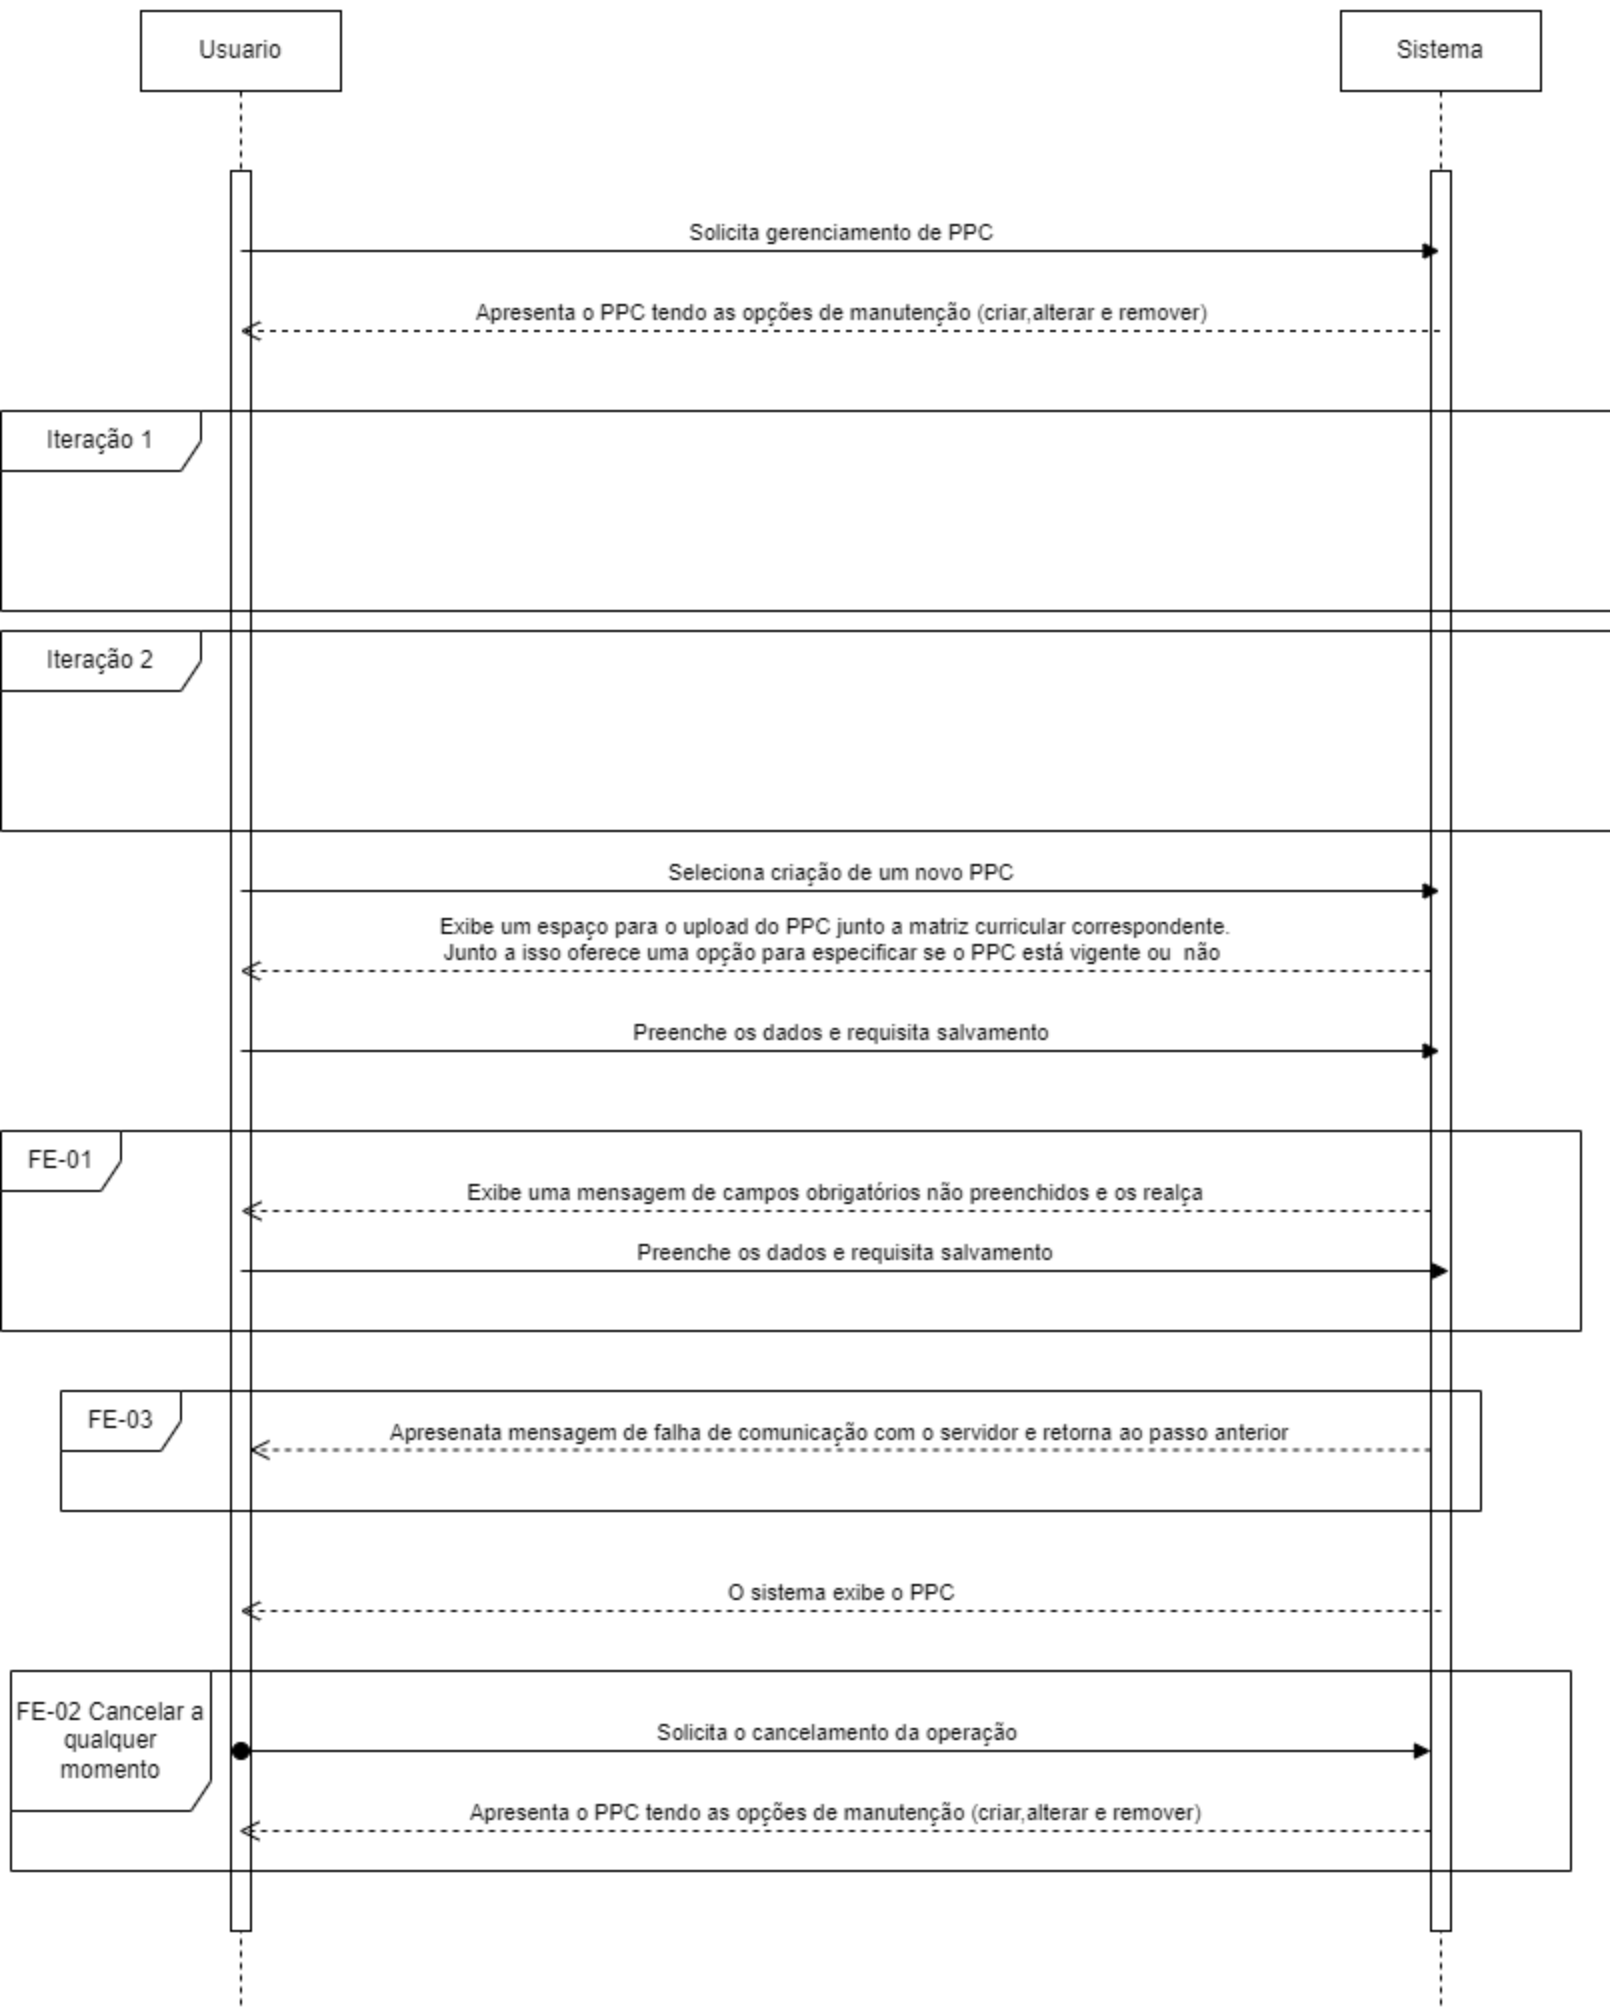 Usuario
Sistema
Solicita gerenciamento de PPC
Apresenta o PPC tendo as opções de manutenção (criar,alterar e remover)
Iteração 1
Iteração 2
Seleciona criação de um novo PPC
Exibe um espaço para o upload do PPC junto a matriz curricular correspondente.
Junto a isso oferece uma opção para especificar se o PPC está vigente ou  não
Preenche os dados e requisita salvamento
FE-01
Exibe uma mensagem de campos obrigatórios não preenchidos e os realça
Preenche os dados e requisita salvamento
FE-03
Apresenata mensagem de falha de comunicação com o servidor e retorna ao passo anterior
O sistema exibe o PPC
FE-02 Cancelar a
qualquer
momento
Solicita o cancelamento da operação
Apresenta o PPC tendo as opções de manutenção (criar,alterar e remover)